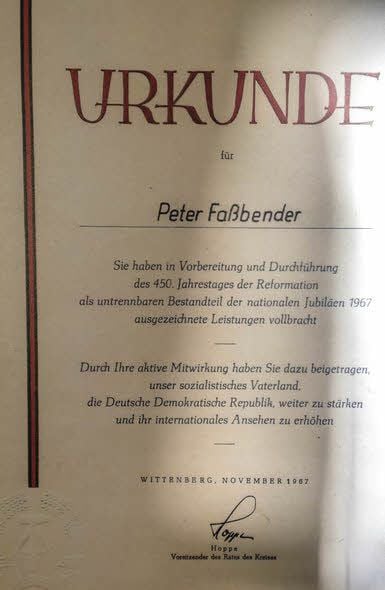 URKUNDE
für
Peter Faßbender
Sie haben in Vorbereitung und Durchführung
des 450. Jahrestages der Reformation
als untrennbaren Bestandteil der nationalen Jubiläen 1967
ausgezeichnete Leistungen vollbracht
Durch Ihre aktive Mitwirkung haben Sie dazu beigetragen,
unser sozialistisches Vaterland,
die Deutsche Demokratische Republik, weiter zu stärken
und ihr internationales Ansehen zu erhöhen
WITTENBERG, NOVEMBER 1967
Hoppe
Hoppe
Vorsitzender des Rates des Kreises